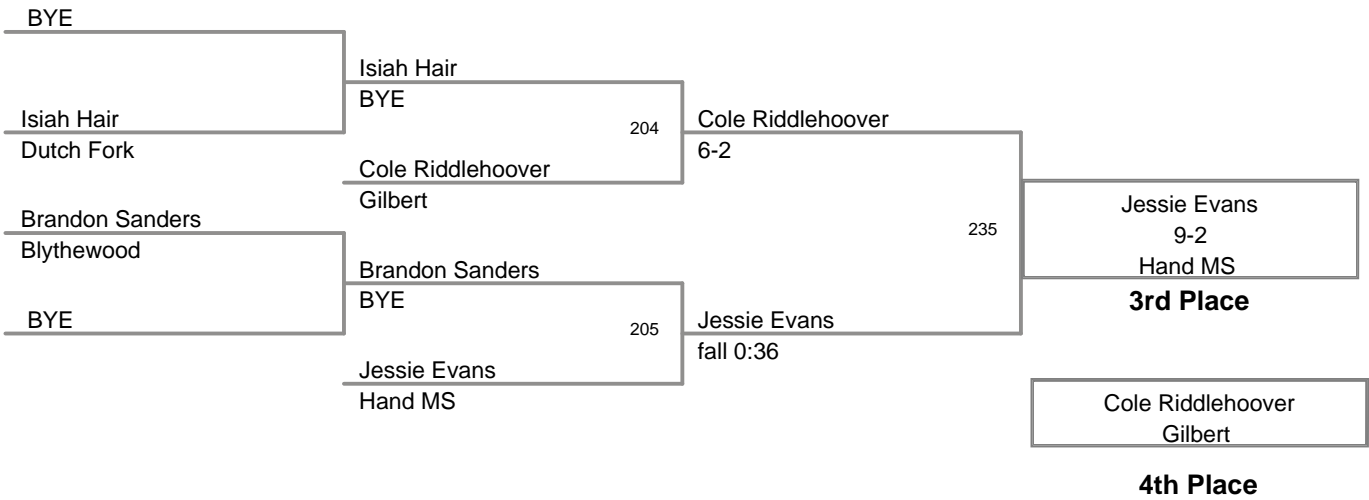 BYE
Isiah Hair
Dutch Fork
Brandon Sanders
Blythewood
BYE
Isiah Hair
BYE
204
Cole Riddlehoover
Gilbert
Brandon Sanders
BYE
205
Jessie Evans
Hand MS
Cole Riddlehoover
6-2
235
Jessie Evans
fall 0:36
Jessie Evans
9-2
Hand MS
3rd Place
Cole Riddlehoover
Gilbert
4th Place